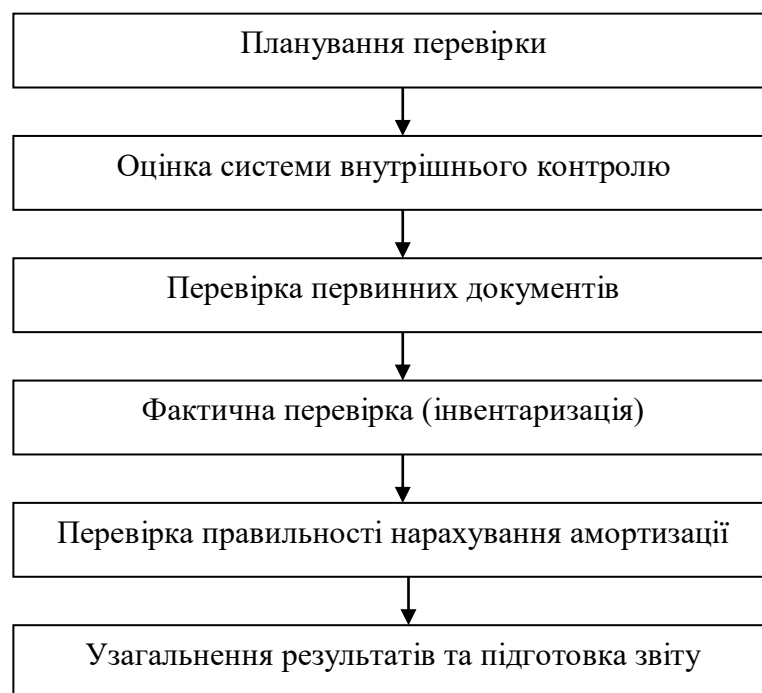 Планування перевірки
Оцінка системи внутрішнього контролю
Перевірка первинних документів
Фактична перевірка (інвентаризація)
Перевірка правильності нарахування амортизації
Узагальнення результатів та підготовка звіту